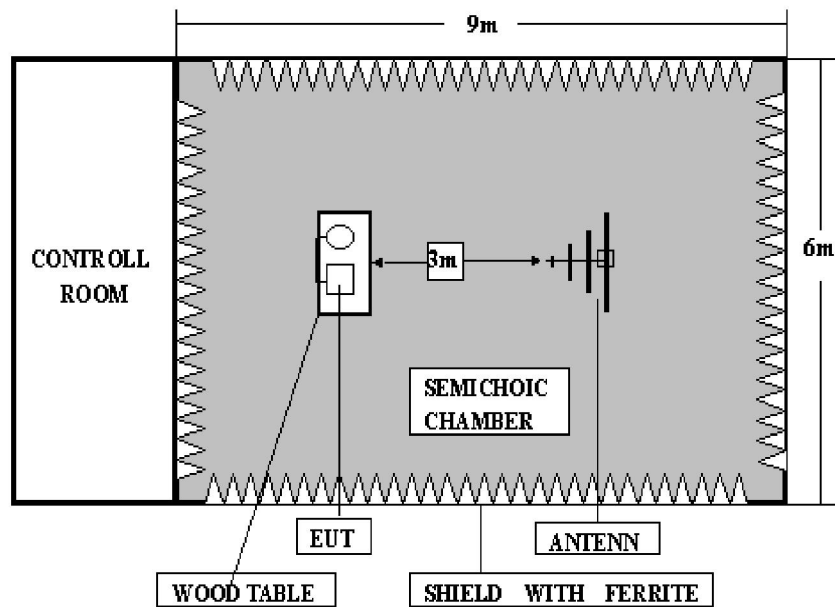 9m
CONTROLL
ROOM
3m
6m
SEMICHOIC
CHAMBER
EUT
ANTENN
WOOD TABLE
SHIELD WITH FERRITE